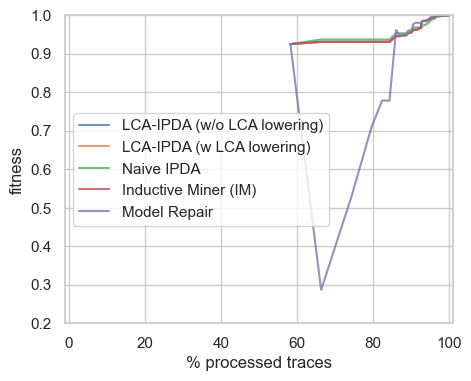 1.0
0.9
0.8
0.7
0.6
0.5
0.4
0.3
0.2
fitness
LCA-IPDA (w/o LCA lowering)
LCA-IPDA (w LCA lowering)
Naive IPDA
Inductive Miner (IM)
Model Repair
0 20 40 60 80 100
% processed traces